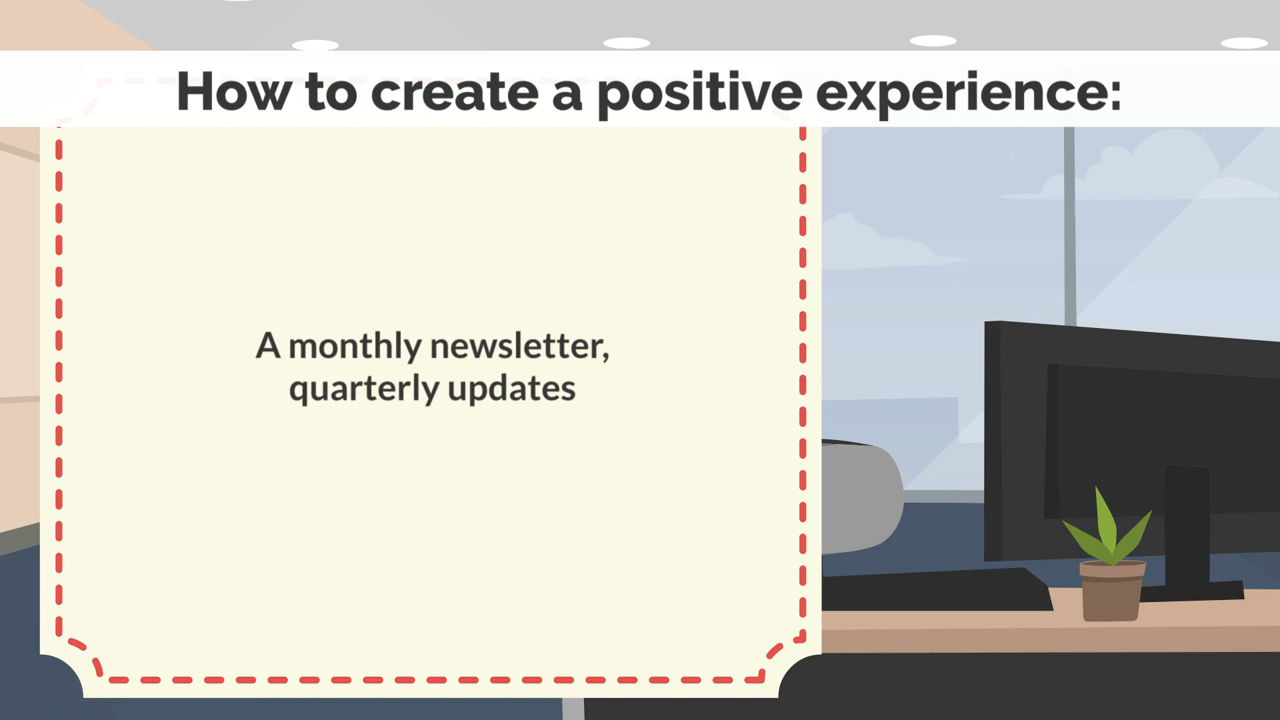 How to create a positive experience:
A monthly newsletter,
quarterly updates